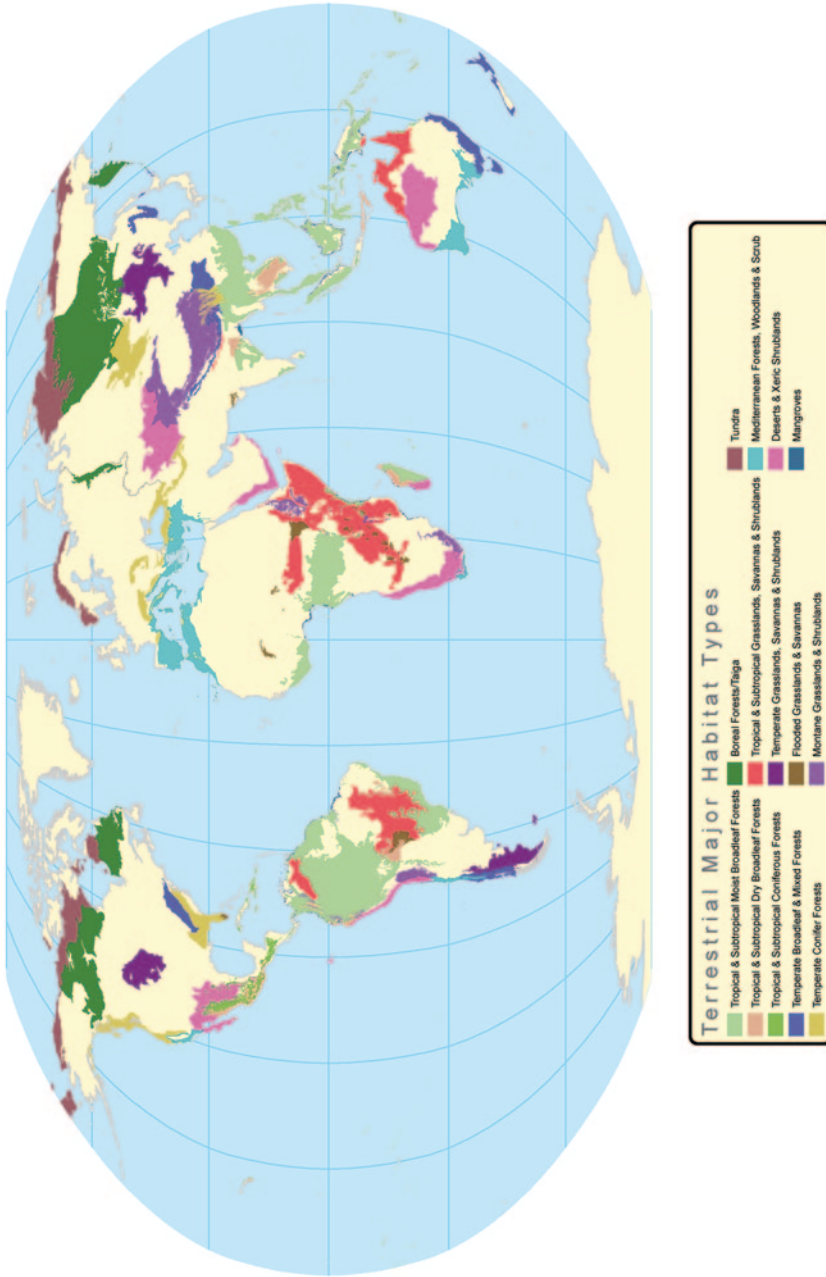 Terrestrial Major Habitat Types
Tropical & Subtropical Moist Broadleaf Forests
Tropical & Subtropical Dry Broadleaf Forests
Tropical & Subtropical Coniferous Forests
Temperate Broadleaf & Mixed Forests
Temperate Conifer Forests
Boreal Forests/Taiga
Tropical & Subtropical Grasslands, Savannas & Shrublands
Temperate Grasslands, Savannas & Shrublands
Flooded Grasslands & Savannas
Montane Grasslands & Shrublands
Tundra
Mediterranean Forests, Woodlands & Scrub
Deserts & Xeric Shrublands
Mangroves